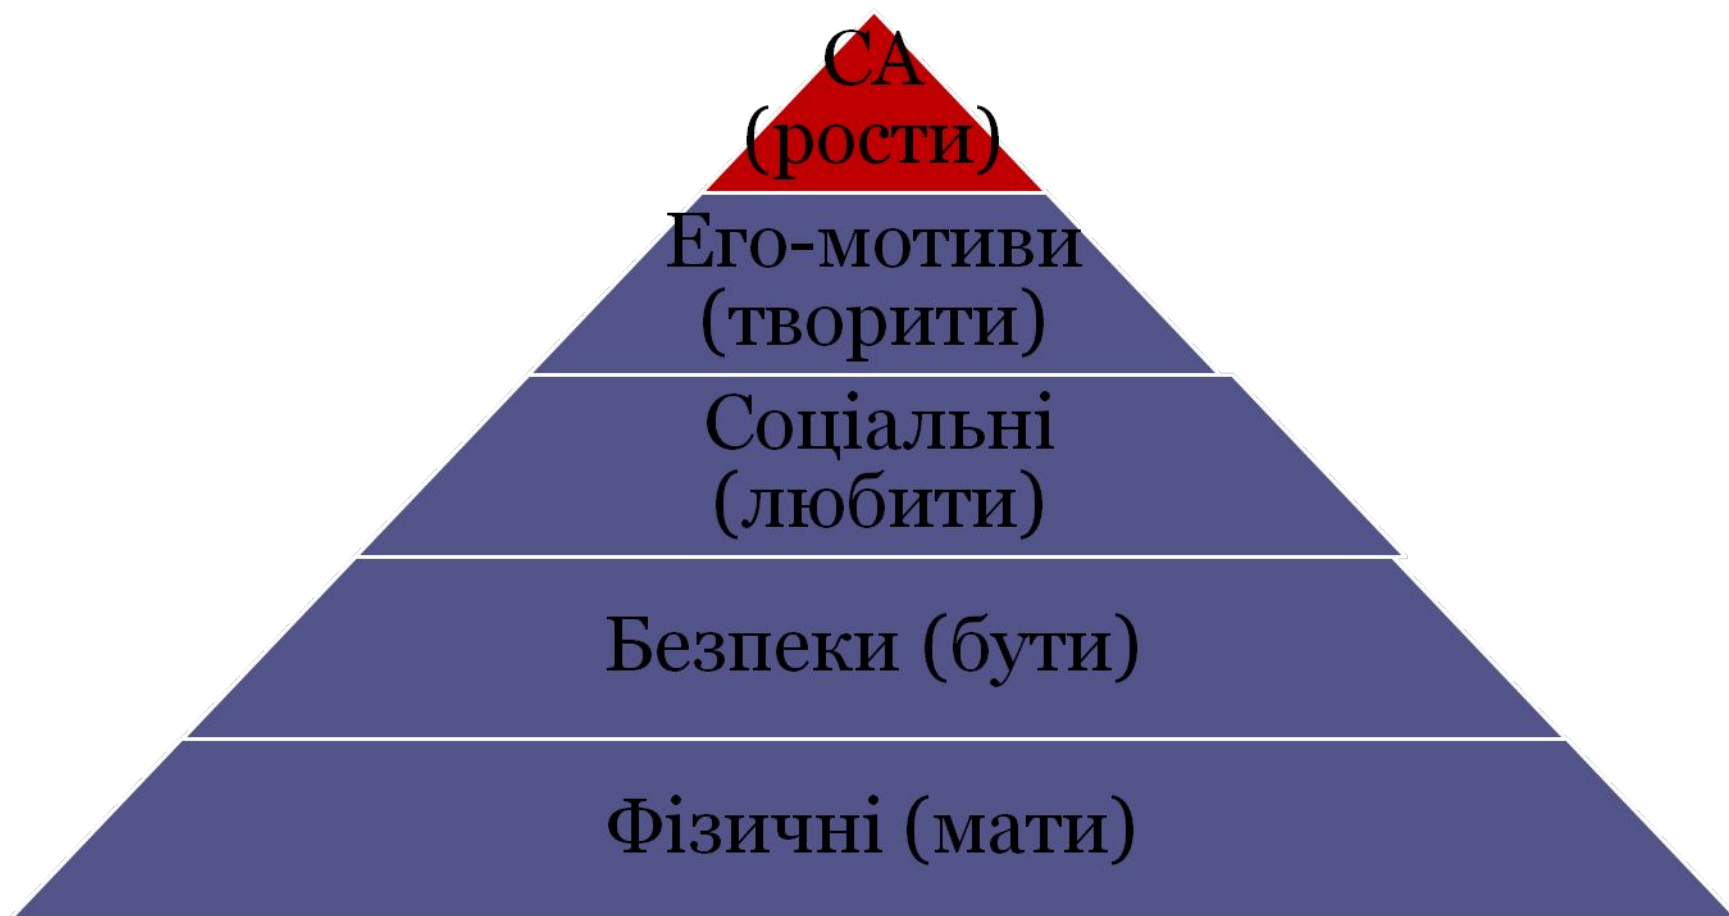 СА
(рости)
Его-мотиви
(творити)
Соціальні
(любити)
Безпеки (бути)
Фізичні (мати)